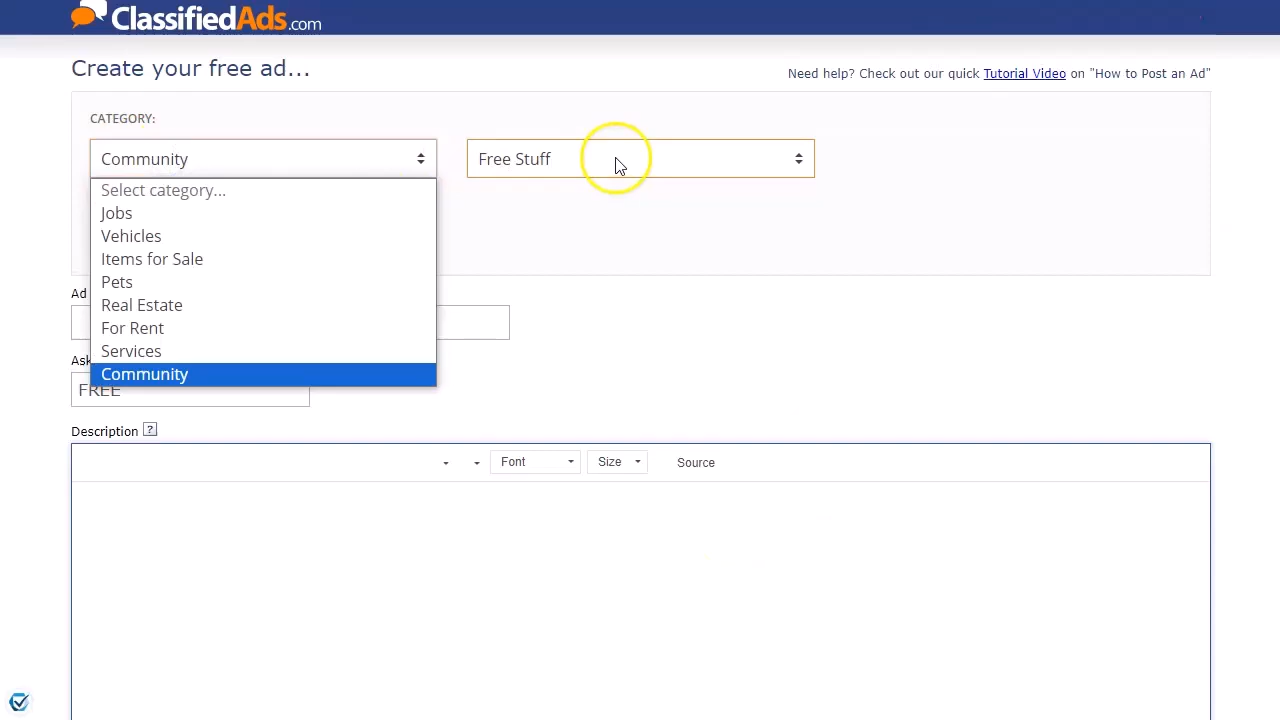 ClassifiedAds.com
Create your free ad...
Need help? Check out our quick Tutorial Video on "How to Post an Ad"
CATEGORY:
Community
Free Stuff
Select category...
Jobs
Vehicles
Items for Sale
Pets
Real Estate
For Rent
Services
Community
Ad
Ask
FREE
Description ?
Font Size Source